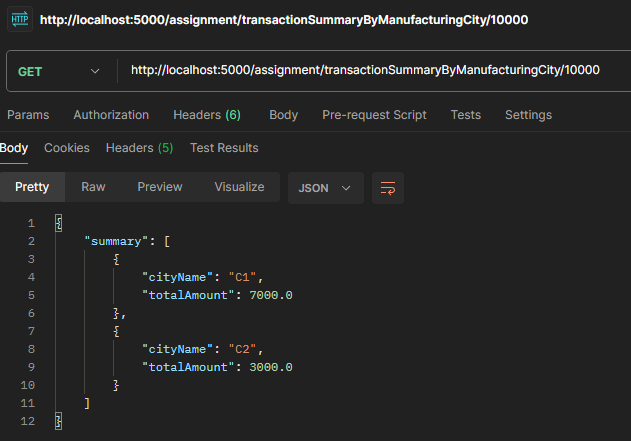 HTTP http://localhost:5000/assignment/transactionSummaryByManufacturingCity/10000
GET http://localhost:5000/assignment/transactionSummaryByManufacturingCity/10000
Params Authorization Headers (6) Body Pre-request Script Tests Settings
Body Cookies Headers (5) Test Results
Pretty Raw Preview Visualize JSON
1 {
2 "summary": [
3 {
4 "cityName": "C1",
5 "totalAmount": 7000.0
6 },
7 {
8 "cityName": "C2",
9 "totalAmount": 3000.0
10 }
11 ]
12 }